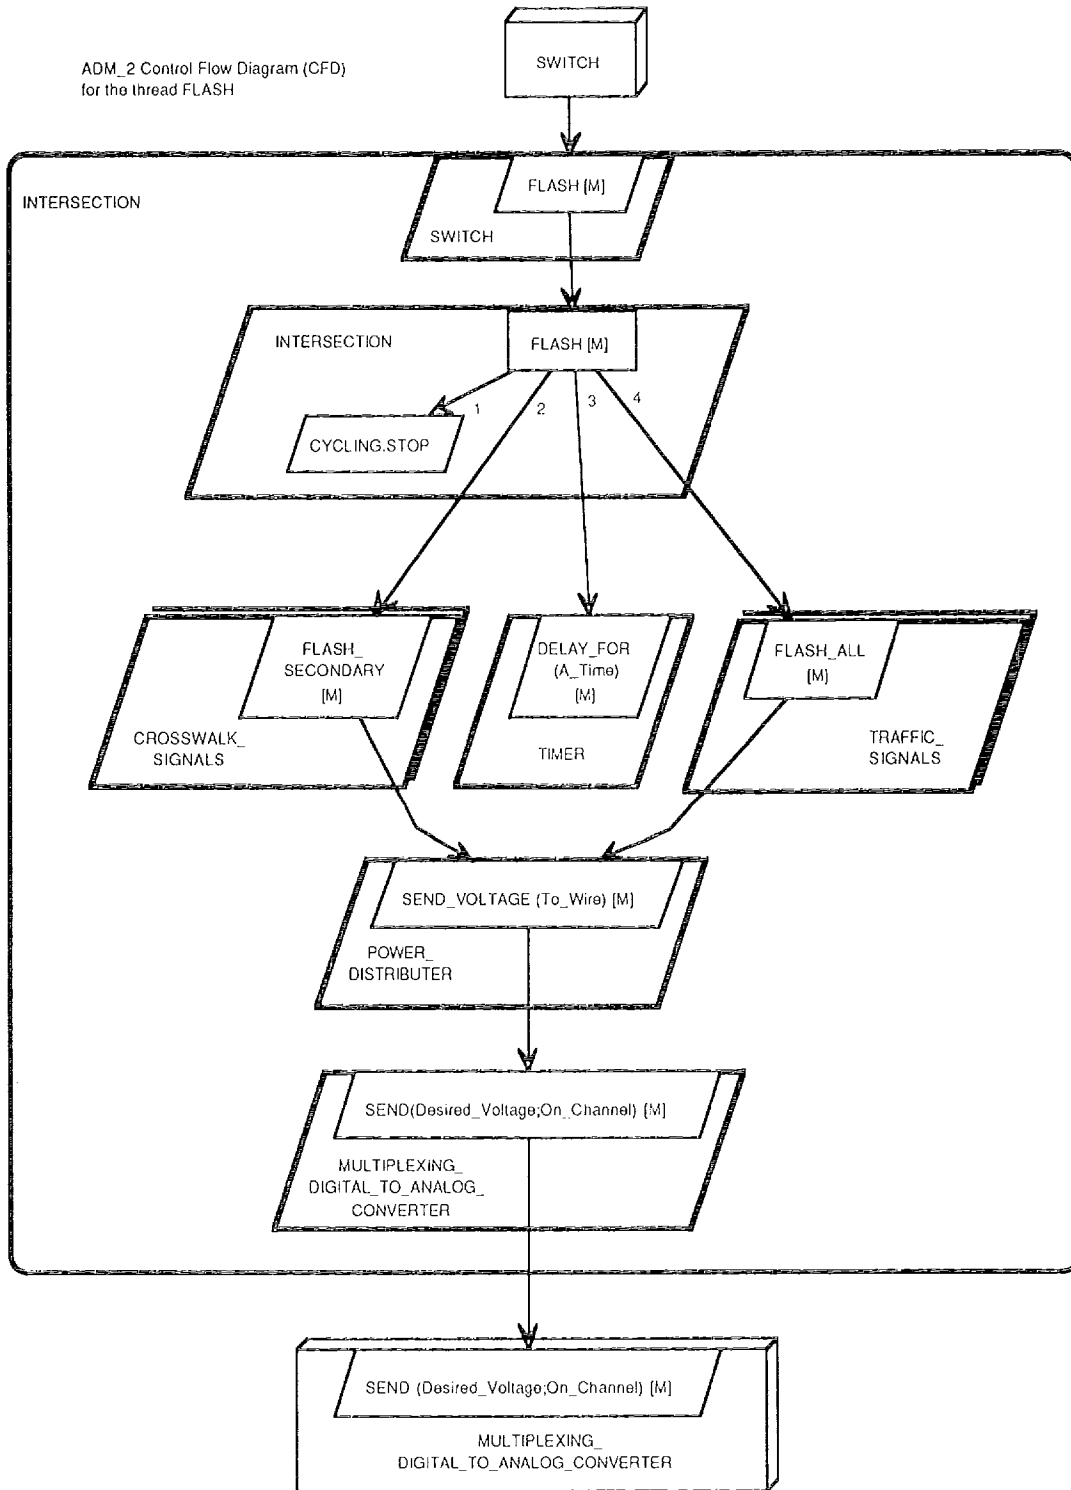 SWITCH
ADM_2 Control Flow Diagram (CFD)
for the thread FLASH
INTERSECTION
FLASH [M]
SWITCH
INTERSECTION
FLASH [M]
1
2
3
4
CYCLING.STOP
FLASH_
SECONDARY
[M]
CROSSWALK_
SIGNALS
DELAY_FOR
(A_Time)
[M]
TIMER
FLASH_ALL
[M]
TRAFFIC_
SIGNALS
SEND_VOLTAGE (To_Wire) [M]
POWER_
DISTRIBUTER
SEND(Desired_Voltage;On_Channel) [M]
MULTIPLEXING_
DIGITAL_TO_ANALOG_
CONVERTER
SEND (Desired_Voltage;On_Channel) [M]
MULTIPLEXING_
DIGITAL_TO_ANALOG_CONVERTER